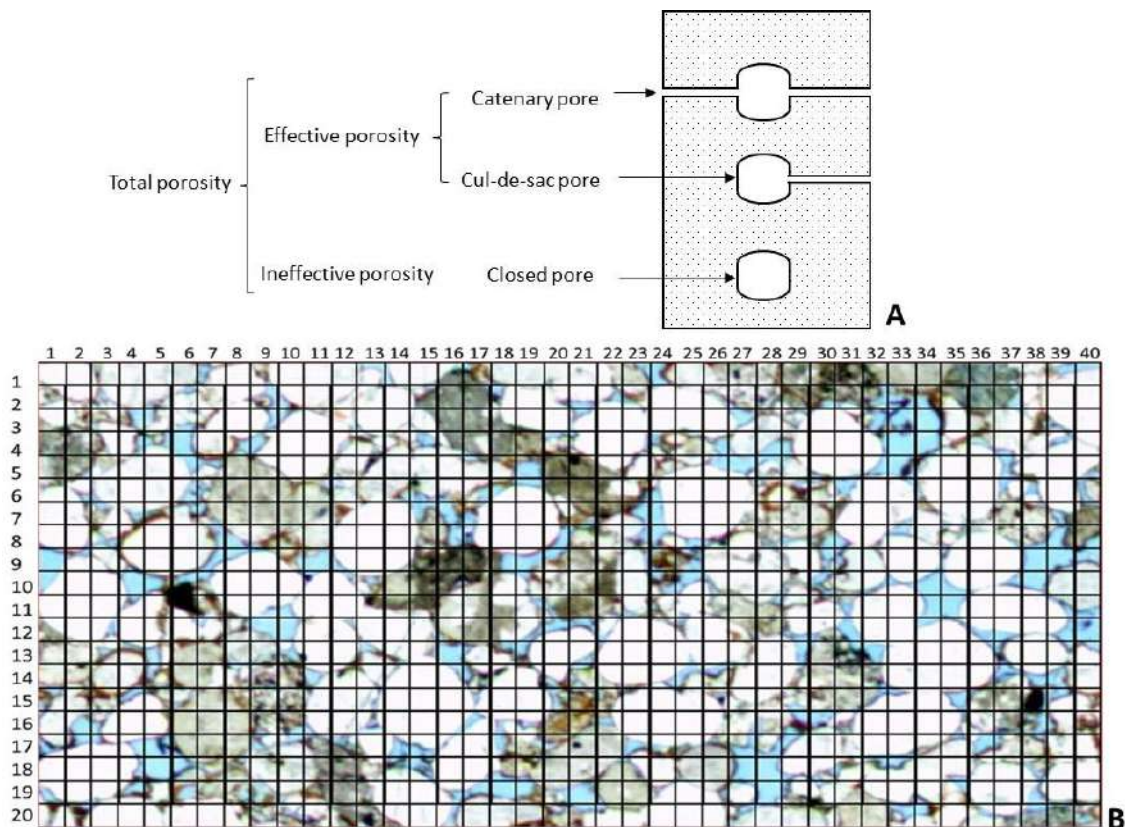 Catenary pore
Effective porosity
Total porosity
Cul-de-sac pore
Ineffective porosity
Closed pore
A
1 2 3 4 5 6 7 8 9 10 11 12 13 14 15 16 17 18 19 20 21 22 23 24 25 26 27 28 29 30 31 32 33 34 35 36 37 38 39 40
1
2
3
4
5
6
7
8
9
10
11
12
13
14
15
16
17
18
19
20
B